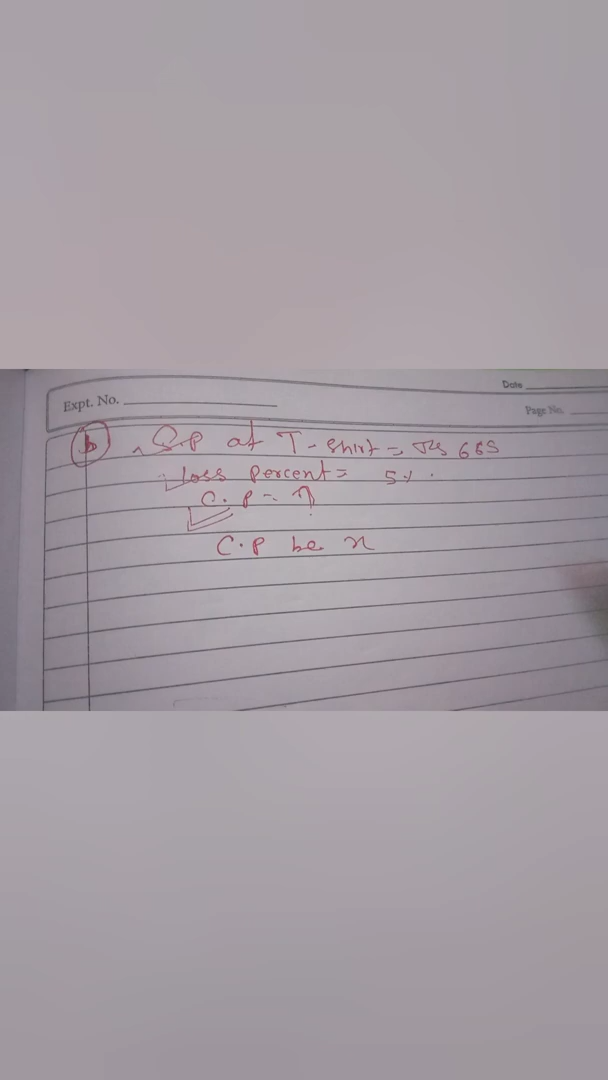 Expt. No.
Date
Page No.
(b) S.P of T-shirt = Rs 665
loss percent = 5%.
C.P = ?
C.P be x